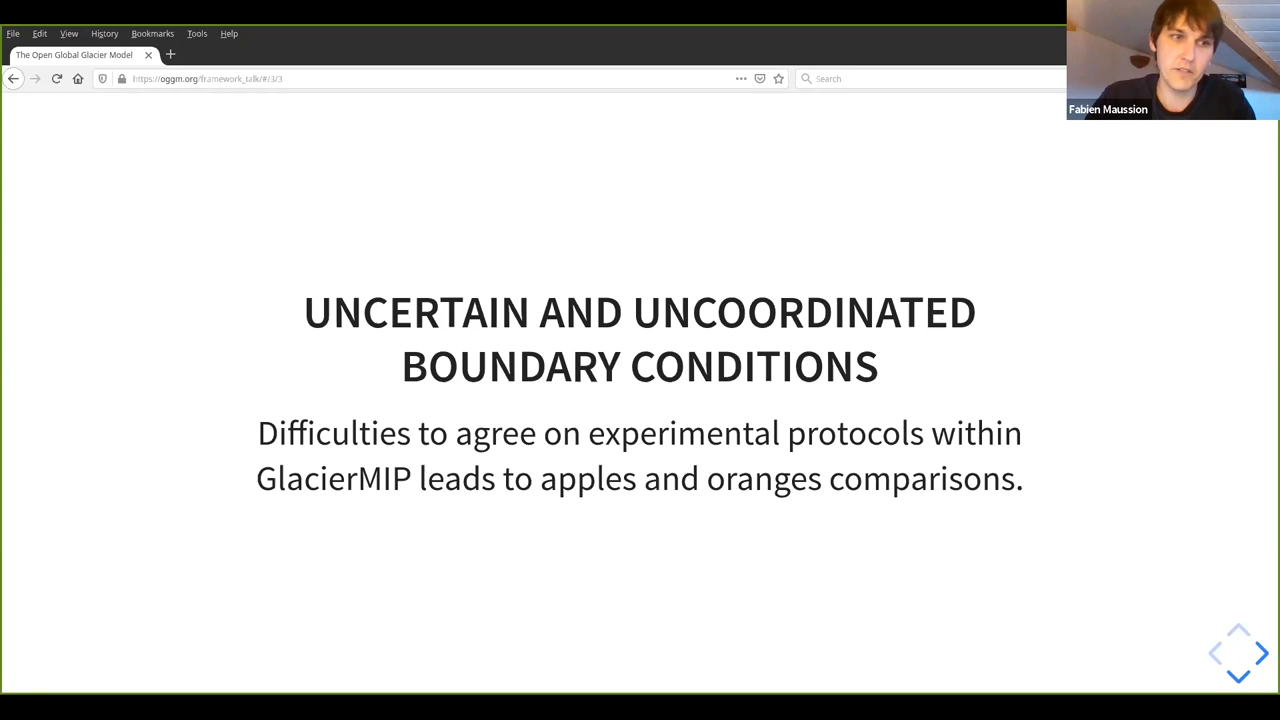 File Edit View History Bookmarks Tools Help
The Open Global Glacier Model
https://oggm.org/framework_talk/#/3/3
Search
Fabien Maussion
UNCERTAIN AND UNCOORDINATED
BOUNDARY CONDITIONS
Difficulties to agree on experimental protocols within
GlacierMIP leads to apples and oranges comparisons.